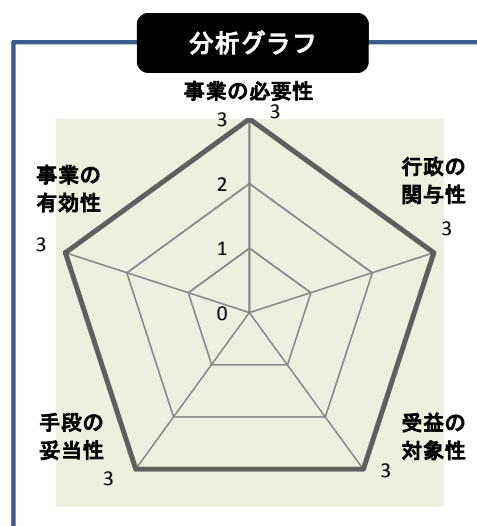 分析グラフ
事業の必要性
3
3
2
1
0
行政の
関与性
3
受益の
対象性
3
手段の
妥当性
3
事業の
有効性
3